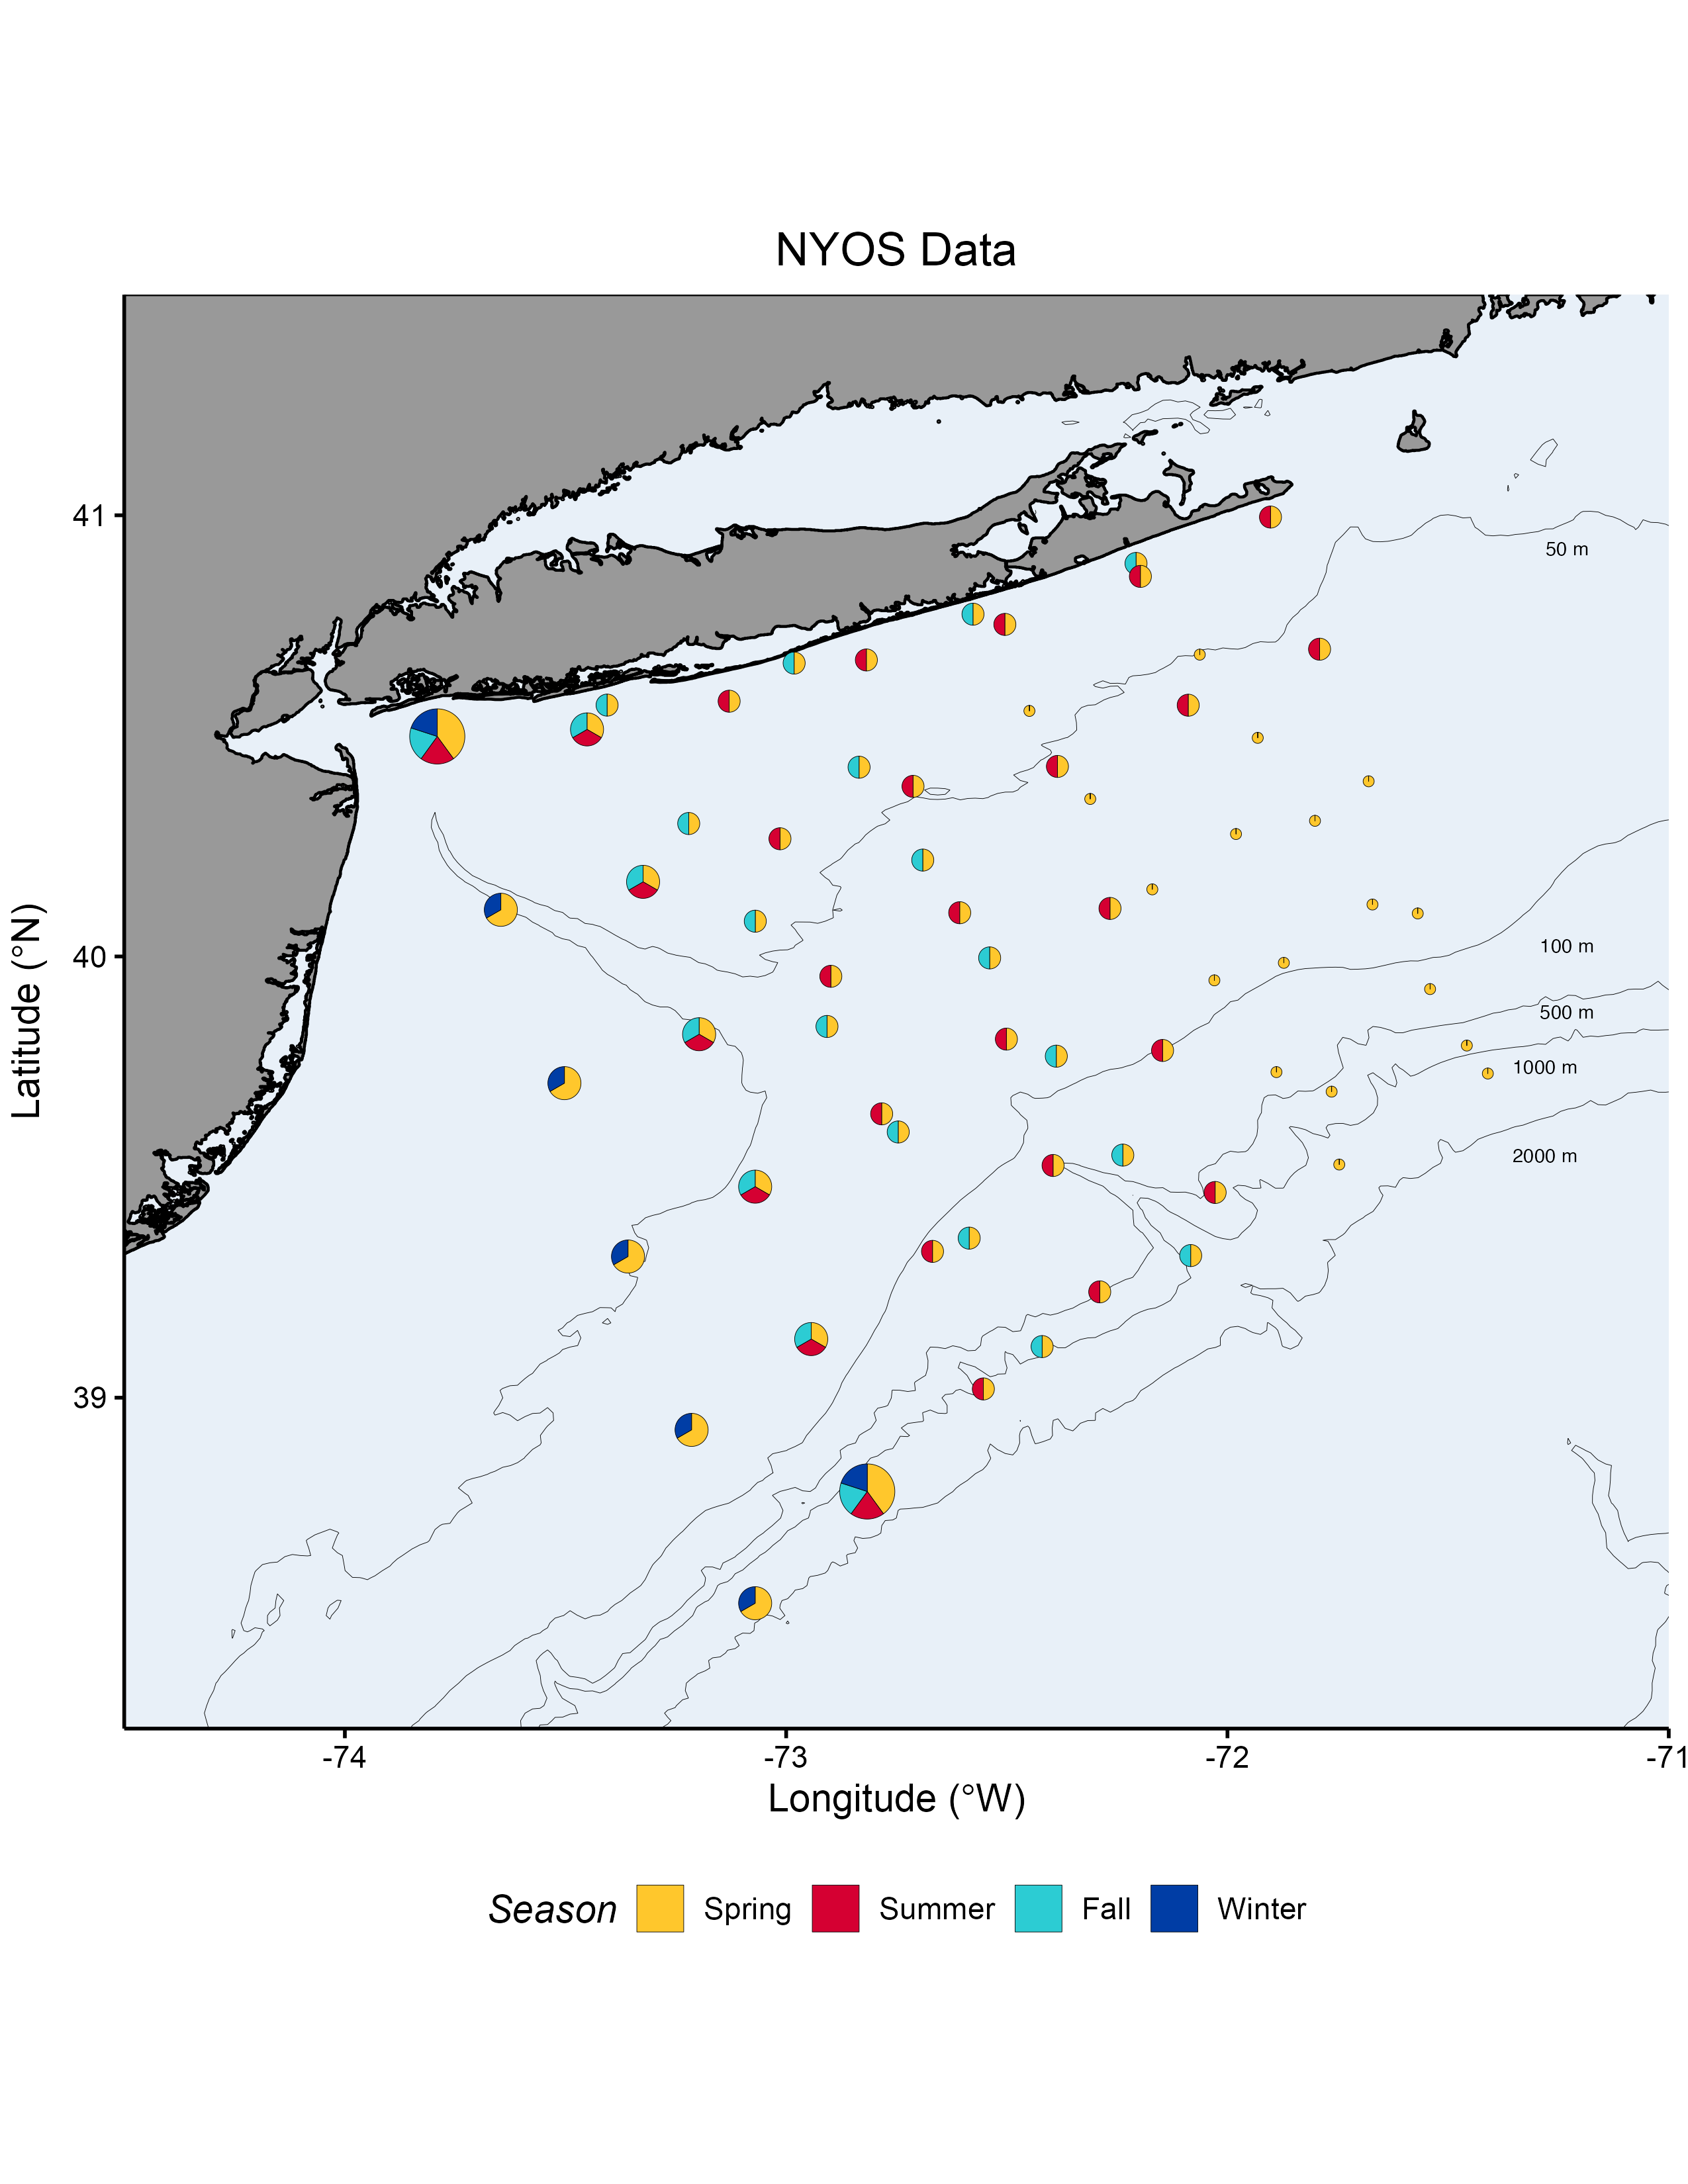 NYOS Data
41
50 m
40
100 m
500 m
1000 m
2000 m
39
Latitude (°N)
-74
-73
-72
-71
Longitude (°W)
Season
Spring
Summer
Fall
Winter